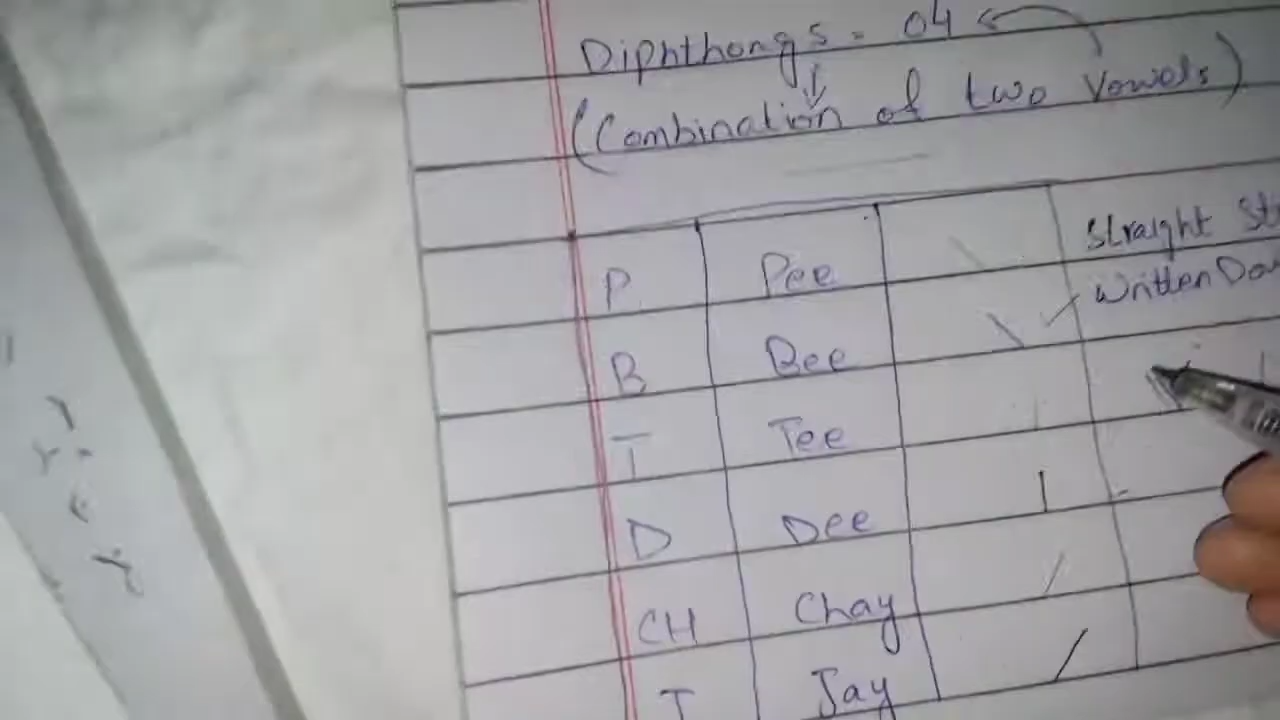 Diphthongs = 04
(Combination of two vowels)
P Pee \ Straight
B Bee \ Written
T Tee |
D Dee |
CH Chay /
J Jay /